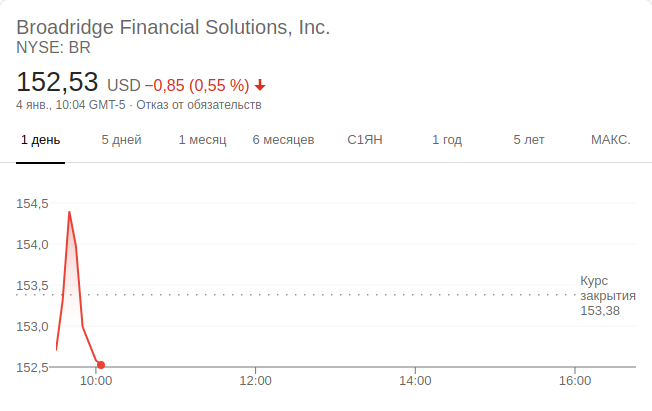 Broadridge Financial Solutions, Inc.
NYSE: BR
152,53 USD −0,85 (0,55 %)
4 янв., 10:04 GMT-5 · Отказ от обязательств
1 день 5 дней 1 месяц 6 месяцев С1ЯН 1 год 5 лет МАКС.
154,5
154,0
153,5
153,0
152,5
Курс
закрытия
153,38
10:00 12:00 14:00 16:00